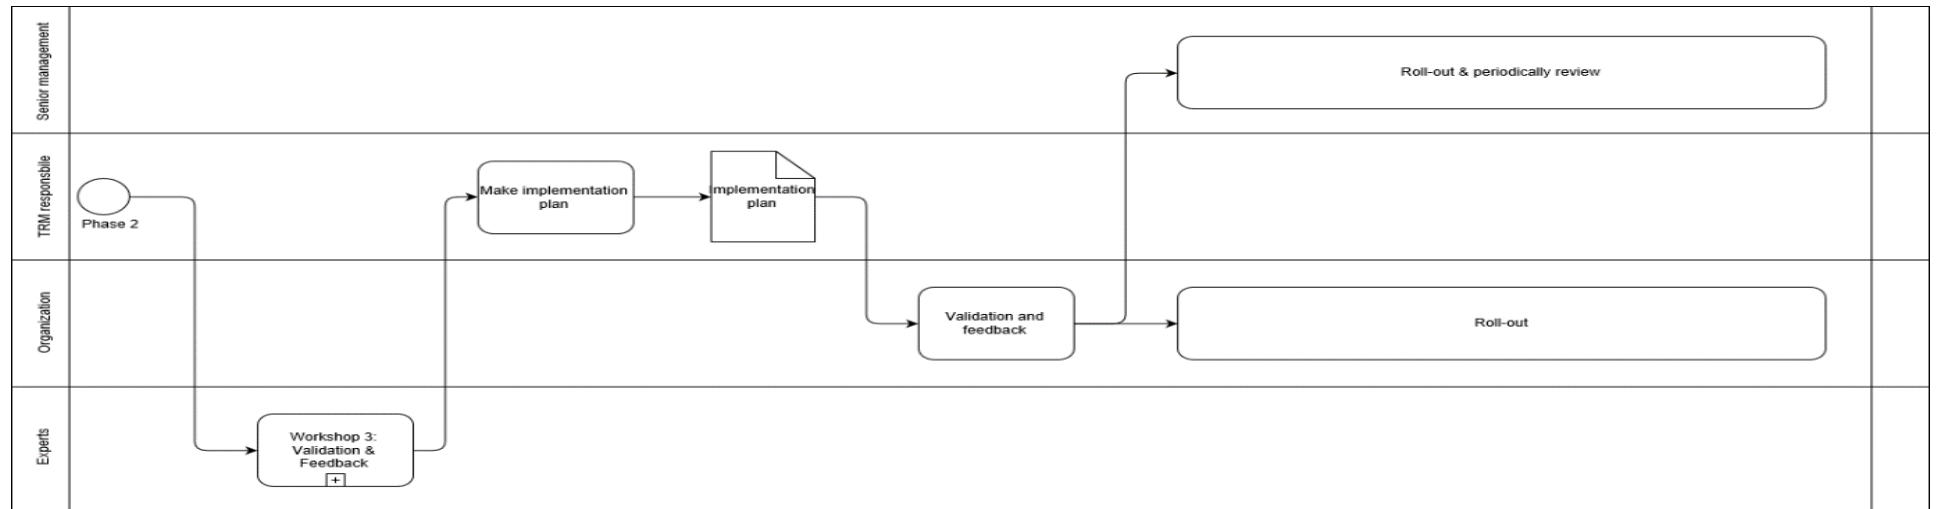 Senior management
Roll-out & periodically review
TRM responsbile
Phase 2
Make implementation
plan
Implementation
plan
Organization
Validation and
feedback
Roll-out
Experts
Workshop 3:
Validation &
Feedback
+